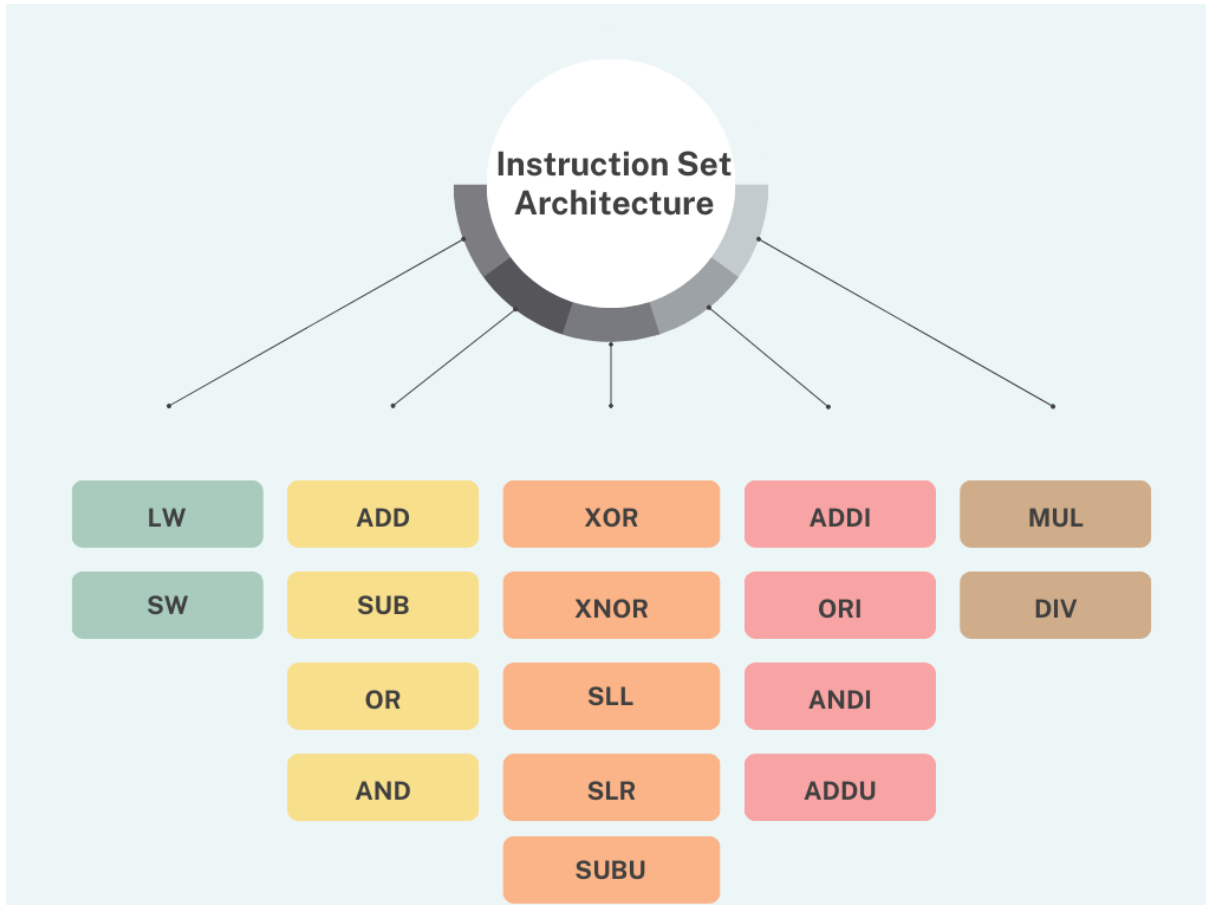 Instruction Set
Architecture
LW
ADD
XOR
ADDI
MUL
SW
SUB
XNOR
ORI
DIV
OR
SLL
ANDI
AND
SLR
ADDU
SUBU